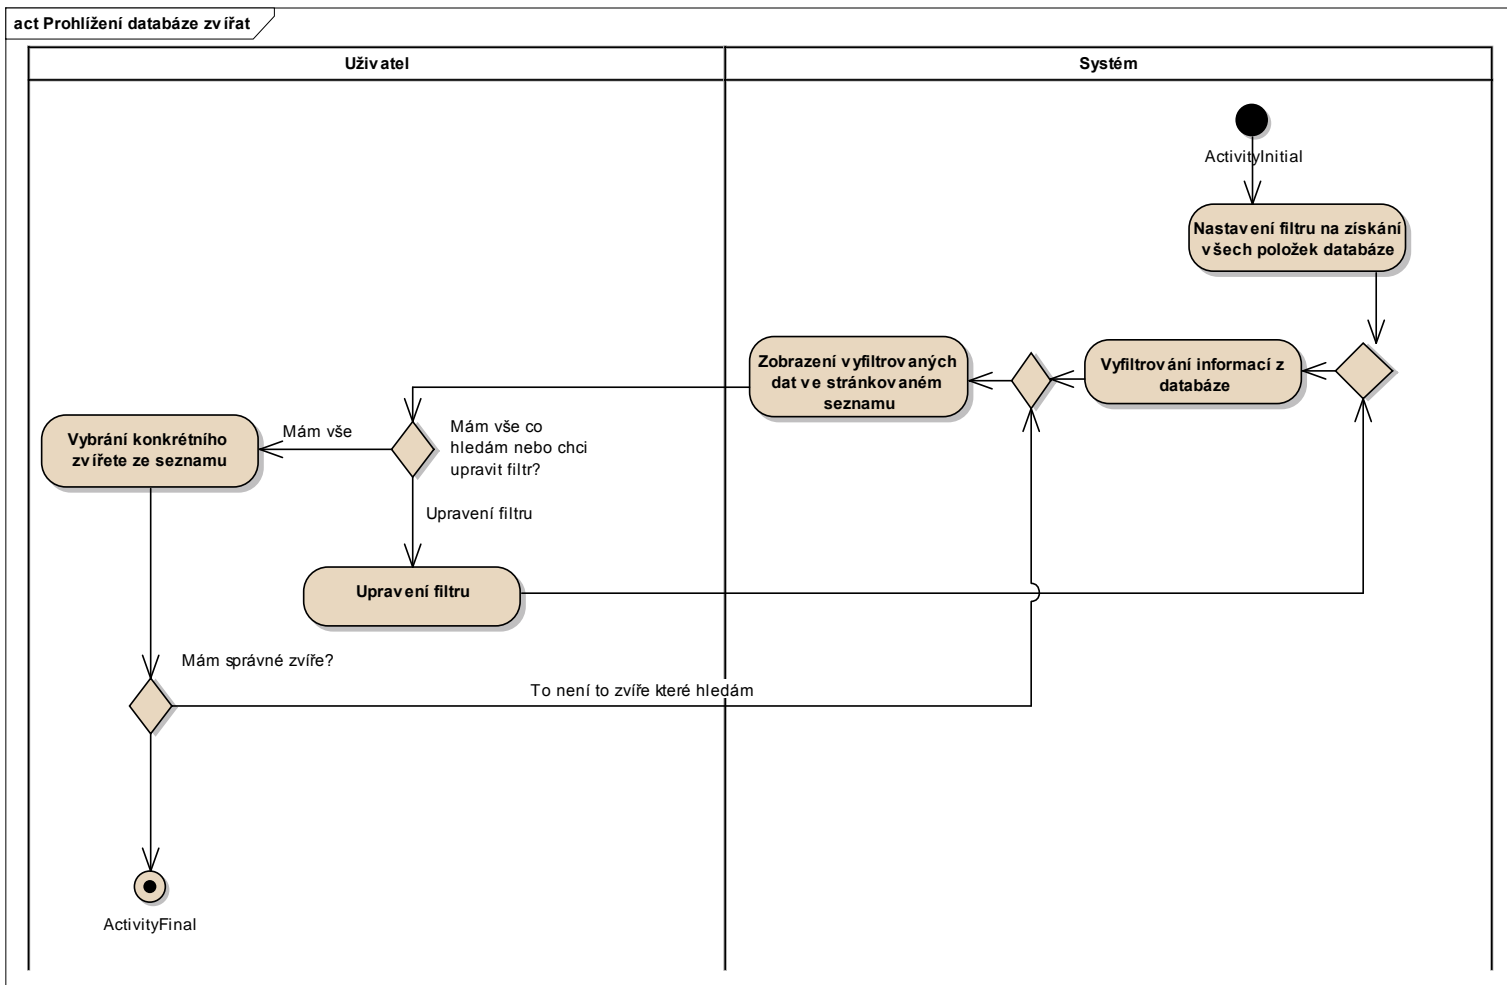 act Prohlížení databáze zvířat
Uživatel
Systém
ActivityInitial
Nastavení filtru na získání
všech položek databáze
Zobrazení vyfiltrovaných
dat ve stránkovaném
seznamu
Vyfiltrování informací z
databáze
Vybrání konkrétního
zvířete ze seznamu
Mám vše
Mám vše co
hledám nebo chci
upravit filtr?
Upravení filtru
Upravení filtru
Mám správné zvíře?
To není to zvíře které hledám
ActivityFinal